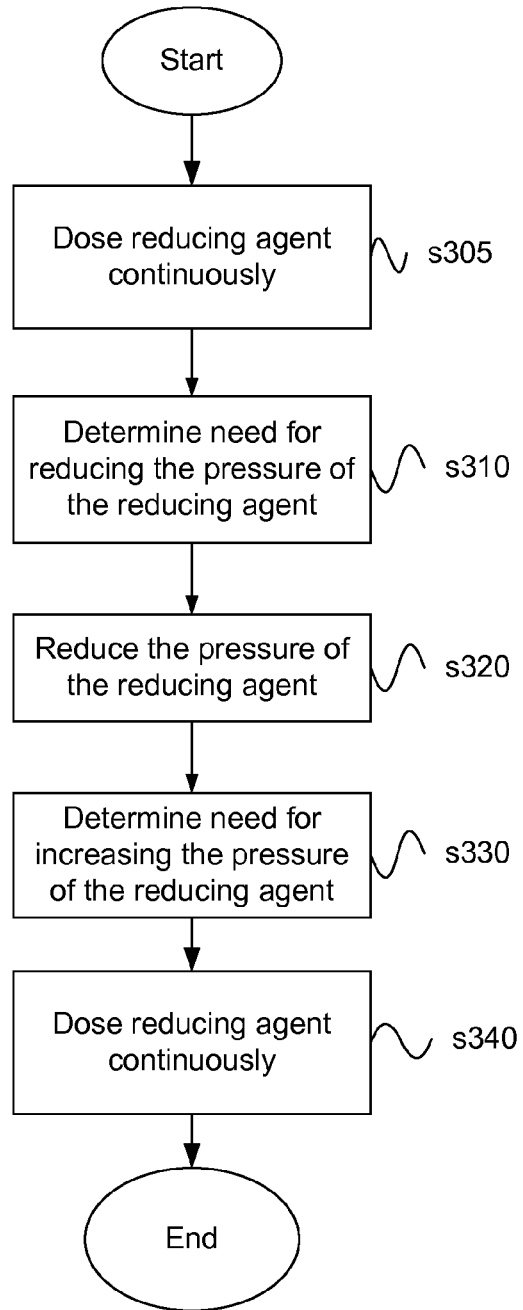 Start
Dose reducing agent
continuously
s305
Determine need for
reducing the pressure of
the reducing agent
s310
Reduce the pressure of
the reducing agent
s320
Determine need for
increasing the pressure
of the reducing agent
s330
Dose reducing agent
continuously
s340
End